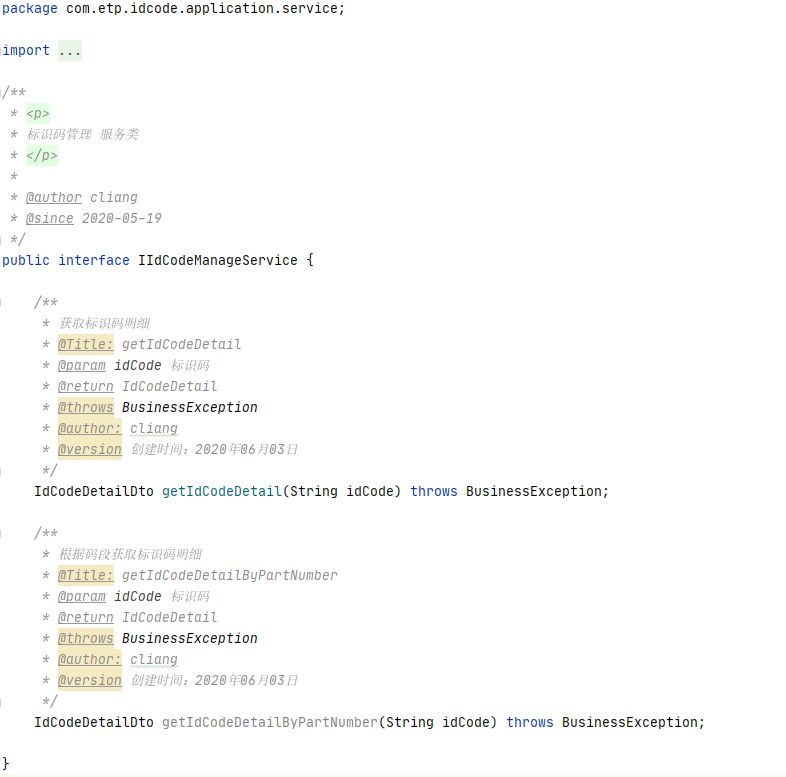 package com.etp.idcode.application.service;
import ...
/**
* <p>
* 标识码管理 服务类
* </p>
*
* @author cliang
* @since 2020-05-19
*/
public interface IIdCodeManageService {
/**
* 获取标识码明细
* @Title: getIdCodeDetail
* @param idCode 标识码
* @return IdCodeDetail
* @throws BusinessException
* @author: cliang
* @version 创建时间：2020年06月03日
*/
IdCodeDetailDto getIdCodeDetail(String idCode) throws BusinessException;
/**
* 根据码段获取标识码明细
* @Title: getIdCodeDetailByPartNumber
* @param idCode 标识码
* @return IdCodeDetail
* @throws BusinessException
* @author: cliang
* @version 创建时间：2020年06月03日
*/
IdCodeDetailDto getIdCodeDetailByPartNumber(String idCode) throws BusinessException;
}